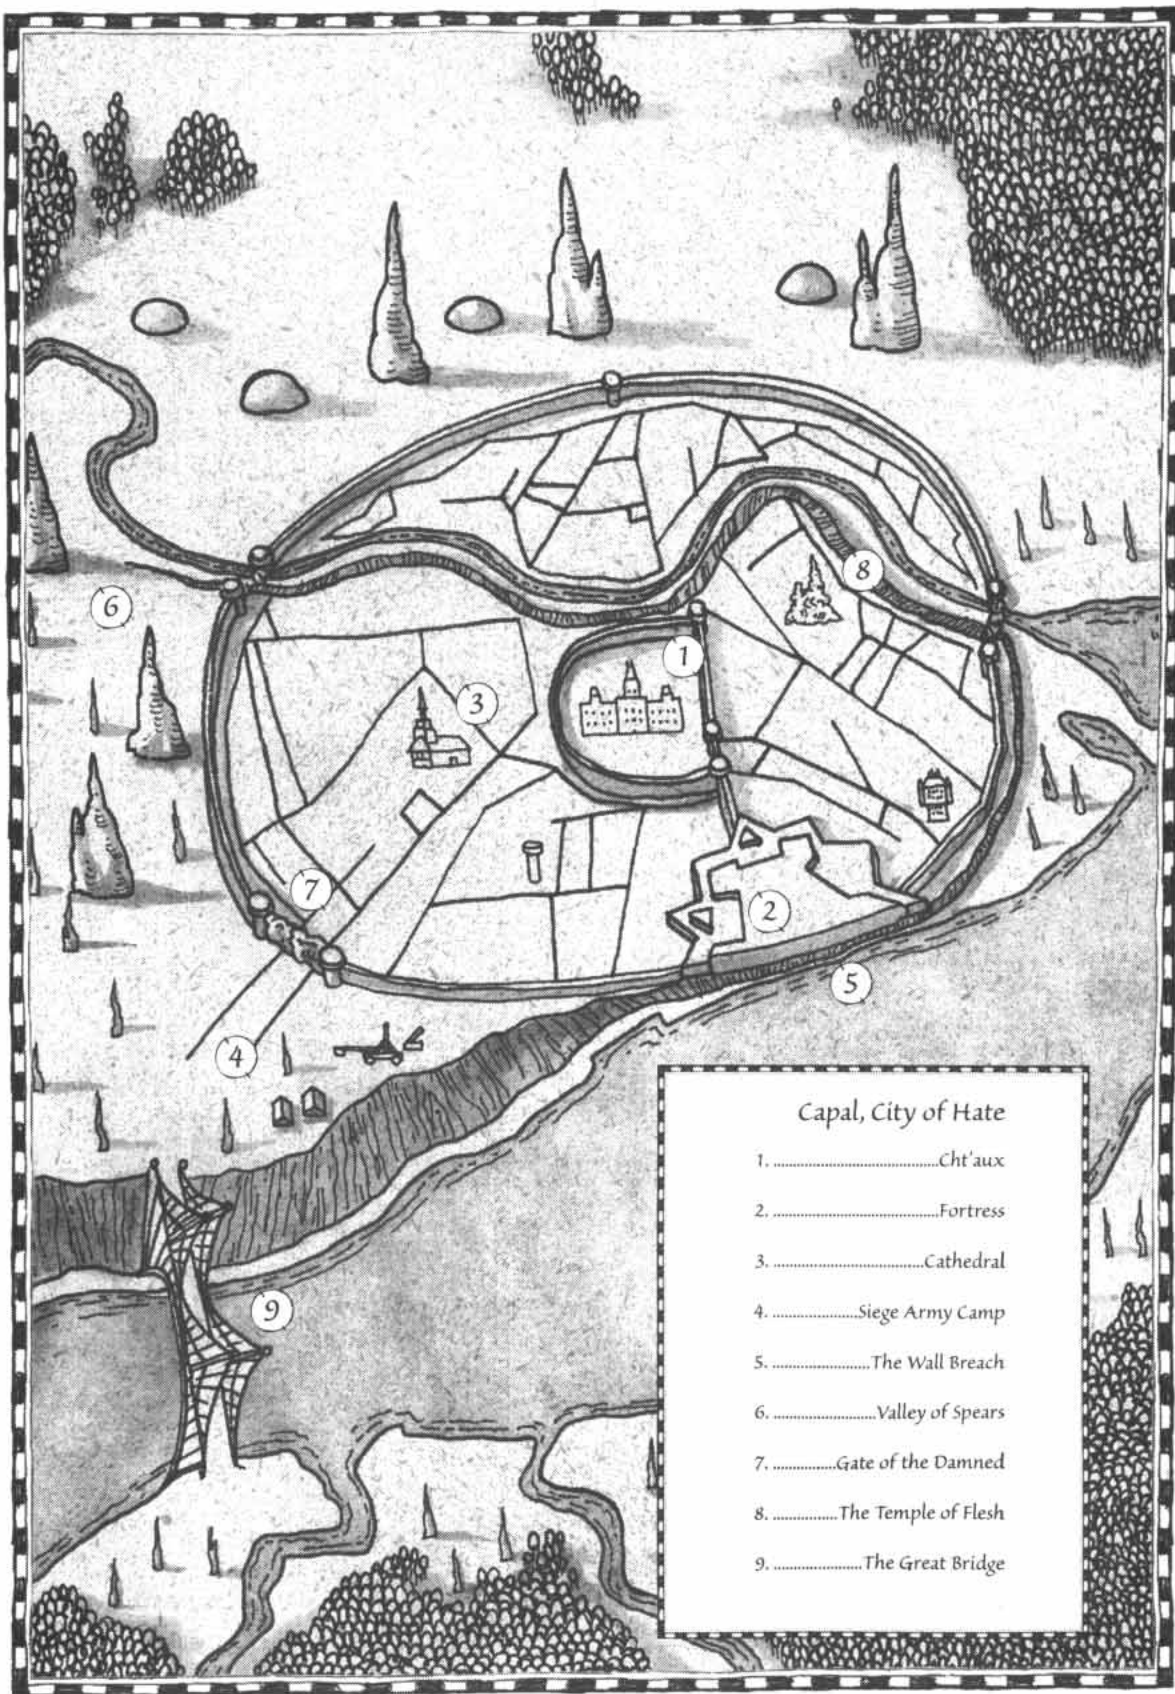 8
6
1
3
7
2
5
4
9
Capal, City of Hate
1. ........................................Cht'aux
2. ........................................Fortress
3. ....................................Cathedral
4. ....................Siege Army Camp
5. .......................The Wall Breach
6. .........................Valley of Spears
7. ...............Gate of the Damned
8. ...............The Temple of Flesh
9. .....................The Great Bridge